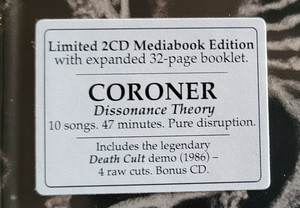 Limited 2CD Mediabook Edition
with expanded 32-page booklet.
CORONER
Dissonance Theory
10 songs. 47 minutes. Pure disruption.
Includes the legendary
Death Cult demo (1986) –
4 raw cuts. Bonus CD.